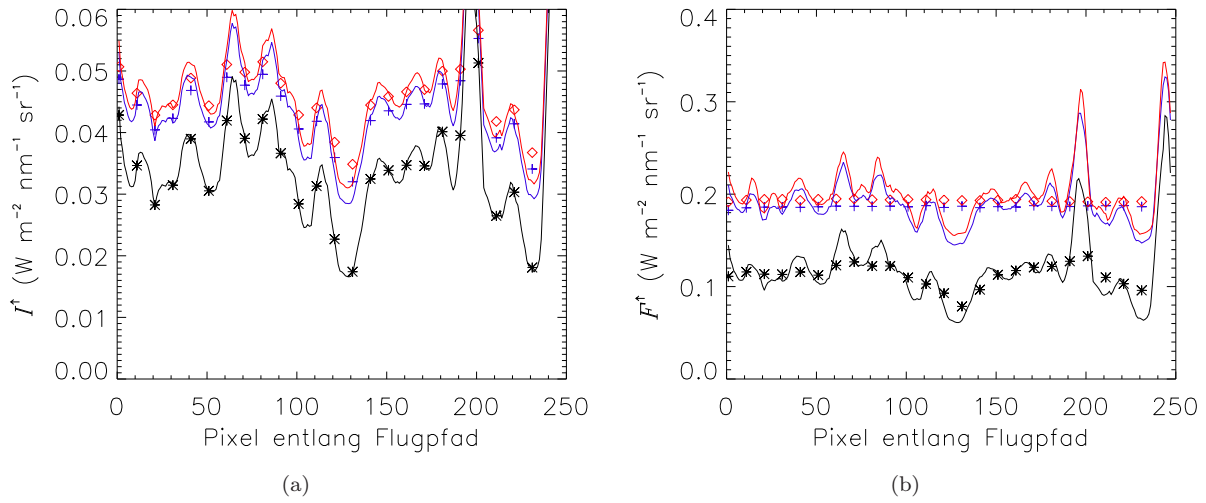 0.06
0.05
0.04
0.03
0.02
0.01
0.00
I↑ (W m⁻² nm⁻¹ sr⁻¹)
0 50 100 150 200 250
Pixel entlang Flugpfad
(a)
0.4
0.3
0.2
0.1
0.0
F↑ (W m⁻² nm⁻¹ sr⁻¹)
0 50 100 150 200 250
Pixel entlang Flugpfad
(b)